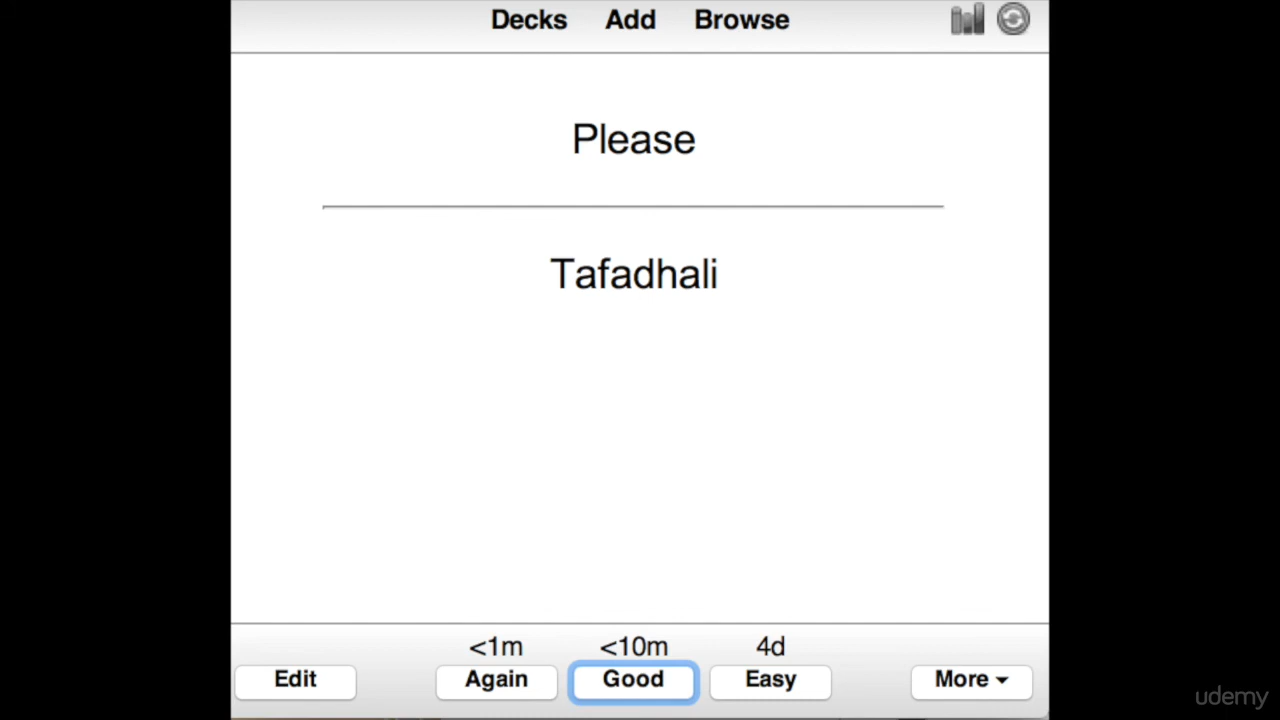 Decks Add Browse
Please
Tafadhali
<1m <10m 4d
Edit Again Good Easy More
udemy